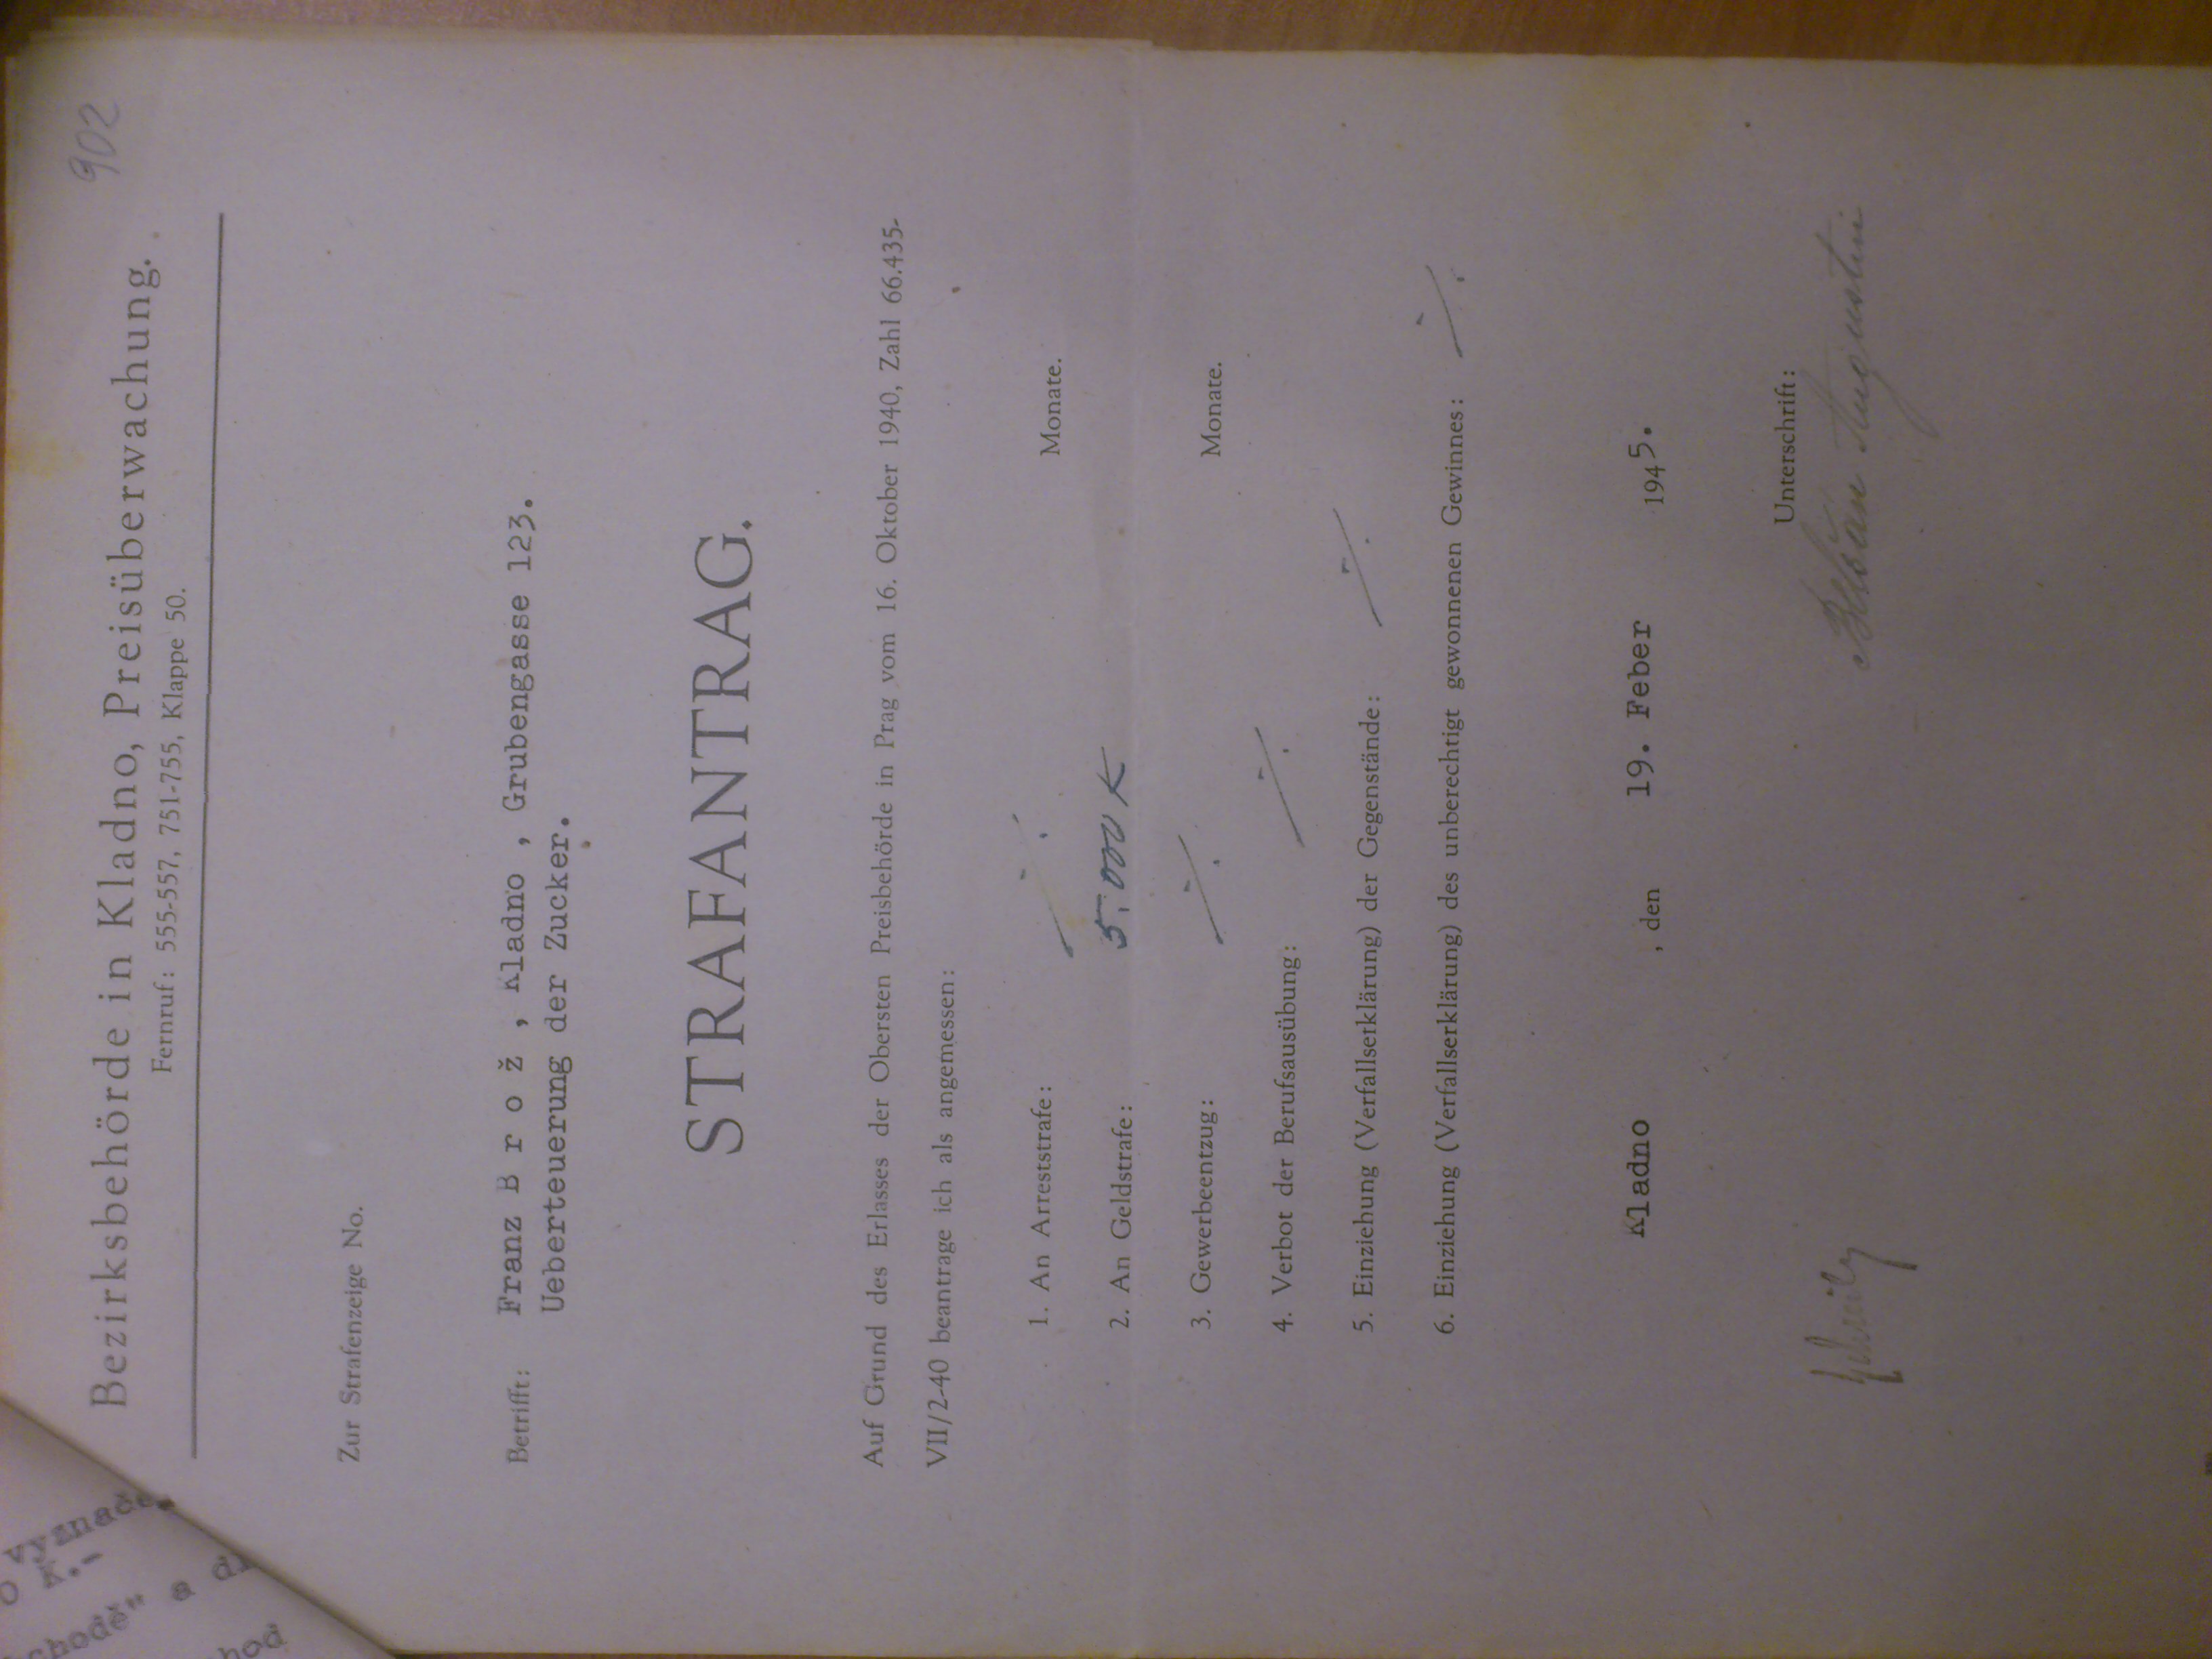 význač
o K.-
chodě" a d
hod
902
Bezirksbehörde in Kladno, Preisüberwachung.
Fernruf: 555-557, 751-755, Klappe 50.
Zur Strafenzeige No.
Betrifft: Franz B r o ž , Kladno , Grubengasse 123.
Ueberteuerung der Zucker.
STRAFANTRAG.
Auf Grund des Erlasses der Obersten Preisbehörde in Prag vom 16. Oktober 1940, Zahl 66.435-
VII/2-40 beantrage ich als angemessen:
1. An Arreststrafe: ⁒ Monate.
2. An Geldstrafe: 5.000 K
3. Gewerbeentzug: ⁒ Monate.
4. Verbot der Berufsausübung: ⁒
5. Einziehung (Verfallserklärung) der Gegenstände: ⁒
6. Einziehung (Verfallserklärung) des unberechtigt gewonnenen Gewinnes: ⁒
Kladno , den 19. Feber 1945.
Unterschrift:
Augustin